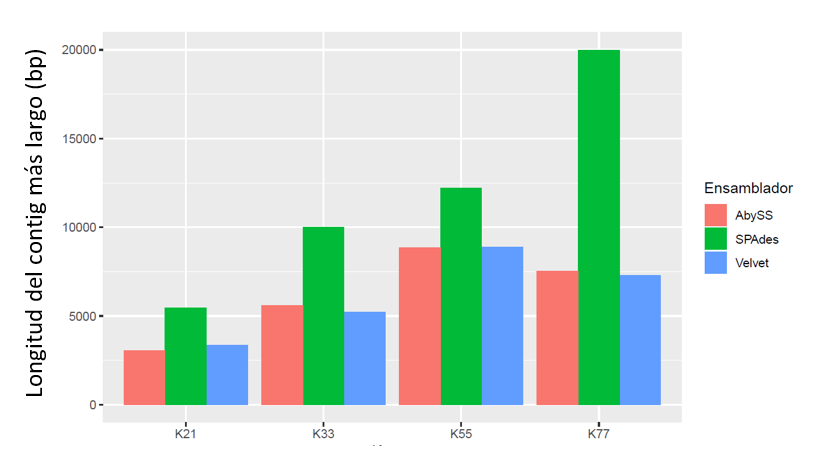 Longitud del contig más largo (bp)
20000
15000
10000
5000
0
K21 K33 K55 K77
Ensamblador
AbySS
SPAdes
Velvet